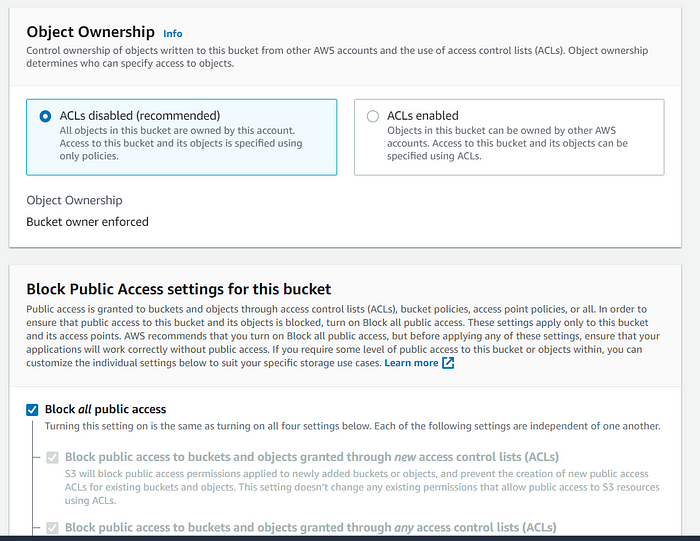 Object Ownership Info
Control ownership of objects written to this bucket from other AWS accounts and the use of access control lists (ACLs). Object ownership
determines who can specify access to objects.
ACLs disabled (recommended)
All objects in this bucket are owned by this account.
Access to this bucket and its objects is specified using
only policies.
ACLs enabled
Objects in this bucket can be owned by other AWS
accounts. Access to this bucket and its objects can be
specified using ACLs.
Object Ownership
Bucket owner enforced
Block Public Access settings for this bucket
Public access is granted to buckets and objects through access control lists (ACLs), bucket policies, access point policies, or all. In order to
ensure that public access to this bucket and its objects is blocked, turn on Block all public access. These settings apply only to this bucket
and its access points. AWS recommends that you turn on Block all public access, but before applying any of these settings, ensure that your
applications will work correctly without public access. If you require some level of public access to this bucket or objects within, you can
customize the individual settings below to suit your specific storage use cases. Learn more
Block all public access
Turning this setting on is the same as turning on all four settings below. Each of the following settings are independent of one another.
Block public access to buckets and objects granted through new access control lists (ACLs)
S3 will block public access permissions applied to newly added buckets or objects, and prevent the creation of new public access
ACLs for existing buckets and objects. This setting doesn't change any existing permissions that allow public access to S3 resources
using ACLs.
Block public access to buckets and objects granted through any access control lists (ACLs)